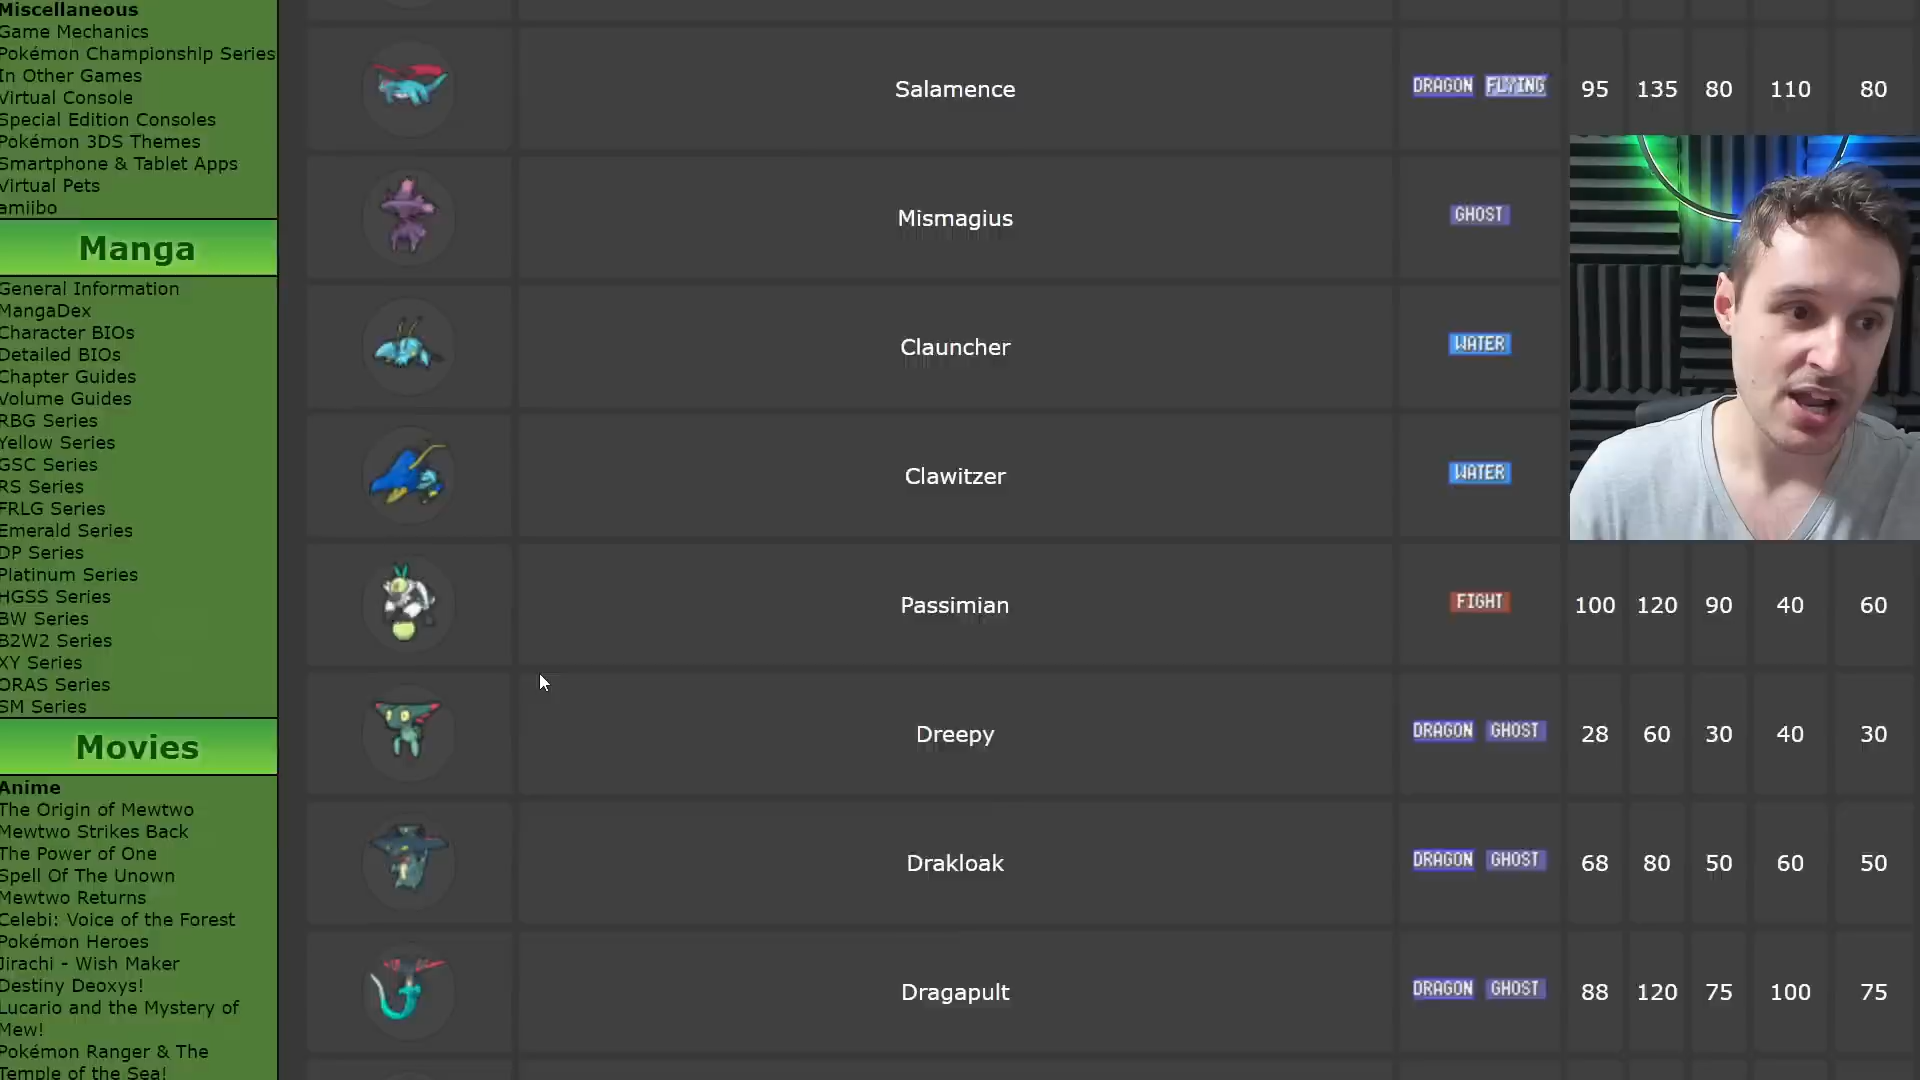 Miscellaneous
Game Mechanics
Pokémon Championship Series
In Other Games
Virtual Console
Special Edition Consoles
Pokémon 3DS Themes
Smartphone & Tablet Apps
Virtual Pets
amiibo
Manga
General Information
MangaDex
Character BIOs
Detailed BIOs
Chapter Guides
Volume Guides
RBG Series
Yellow Series
GSC Series
RS Series
FRLG Series
Emerald Series
DP Series
Platinum Series
HGSS Series
BW Series
B2W2 Series
XY Series
ORAS Series
SM Series
Movies
Anime
The Origin of Mewtwo
Mewtwo Strikes Back
The Power of One
Spell Of The Unown
Mewtwo Returns
Celebi: Voice of the Forest
Pokémon Heroes
Jirachi - Wish Maker
Destiny Deoxys!
Lucario and the Mystery of
Mew!
Pokémon Ranger & The
Temple of the Sea!
Salamence DRAGON FLYING 95 135 80 110 80
Mismagius GHOST
Clauncher WATER
Clawitzer WATER
Passimian FIGHT 100 120 90 40 60
Dreepy DRAGON GHOST 28 60 30 40 30
Drakloak DRAGON GHOST 68 80 50 60 50
Dragapult DRAGON GHOST 88 120 75 100 75